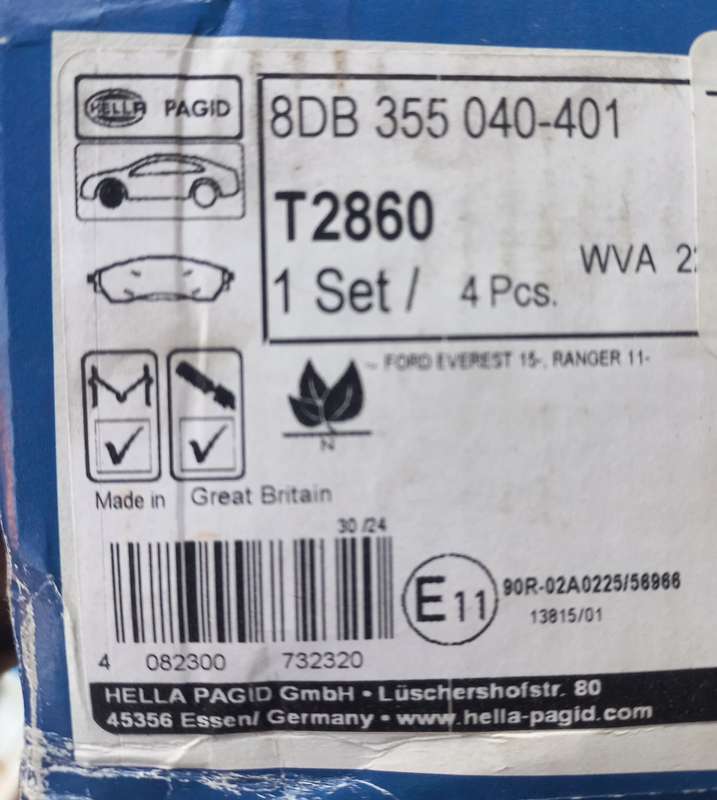 HELLA PAGID
8DB 355 040-401
T2860
WVA
1 Set / 4 Pcs.
FORD EVEREST 15-, RANGER 11-
N
Made in Great Britain
30/24
E11
90R-02A0225/56966
13815/01
4 082300 732320
HELLA PAGID GmbH • Lüschershofstr. 80
45356 Essen/ Germany • www.hella-pagid.com